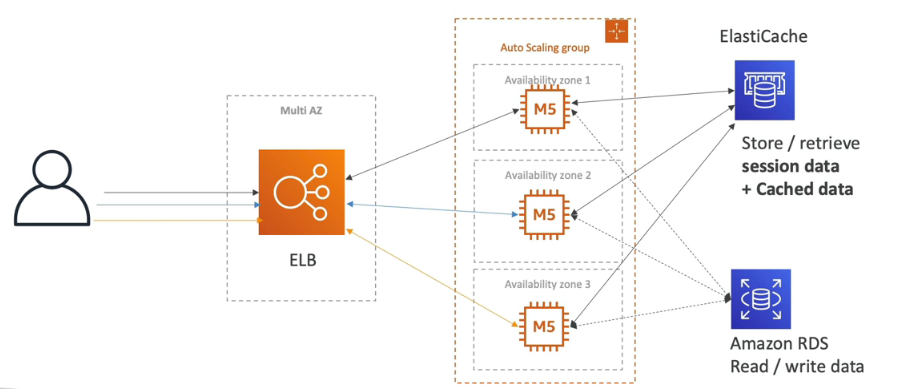 ElastiCache
Auto Scaling group
Availability zone 1
M5
Multi AZ
Store / retrieve
session data
+ Cached data
Availability zone 2
M5
ELB
Availability zone 3
M5
Amazon RDS
Read / write data